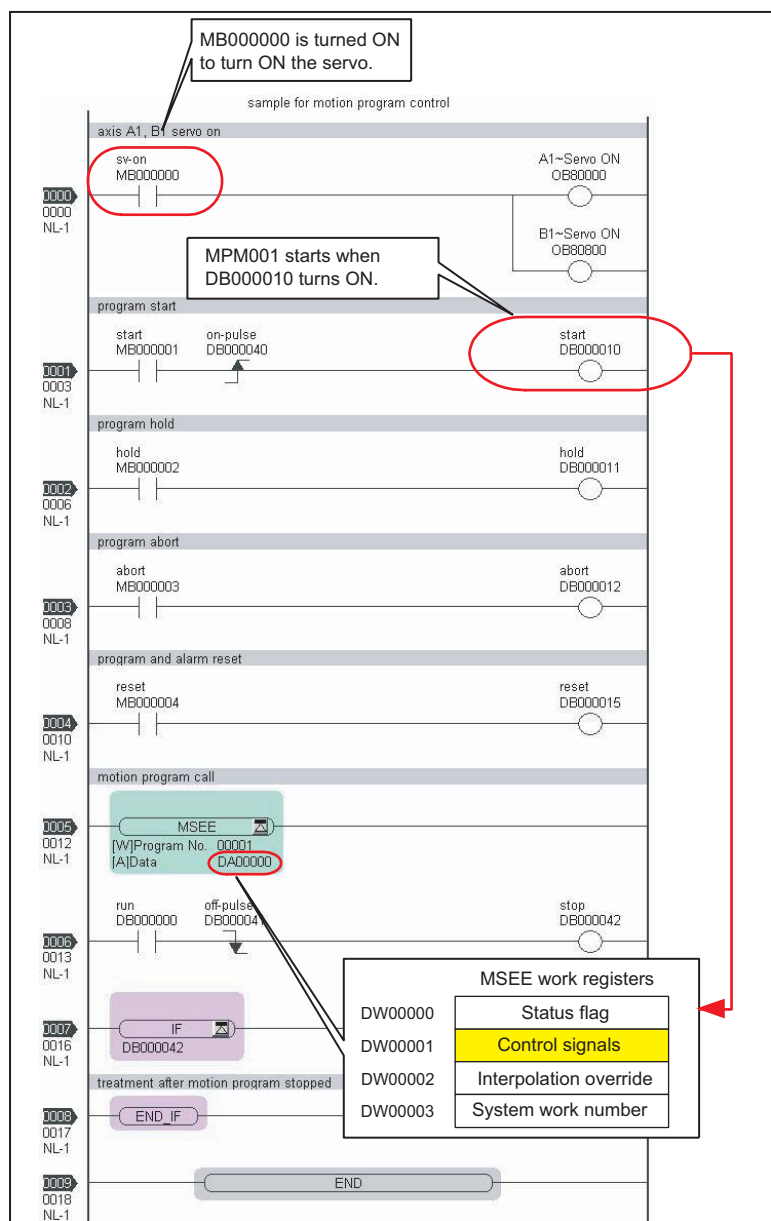 MB000000 is turned ON
to turn ON the servo.
sample for motion program control
axis A1, B1 servo on
sv-on
MB000000
A1~Servo ON
OB80000
0000
0000
NL-1
B1~Servo ON
OB80800
MPM001 starts when
DB000010 turns ON.
program start
start
MB000001
on-pulse
DB000040
start
DB000010
0001
0003
NL-1
program hold
hold
MB000002
hold
DB000011
0002
0006
NL-1
program abort
abort
MB000003
abort
DB000012
0003
0008
NL-1
program and alarm reset
reset
MB000004
reset
DB000015
0004
0010
NL-1
motion program call
0005
0012
NL-1
MSEE
[W]Program No. 00001
[A]Data DA00000
run
DB000000
off-pulse
DB000041
stop
DB000042
0006
0013
NL-1
MSEE work registers
DW00000 Status flag
DW00001 Control signals
DW00002 Interpolation override
DW00003 System work number
0007
0016
NL-1
IF
DB000042
treatment after motion program stopped
0008
0017
NL-1
END_IF
0009
0018
NL-1
END